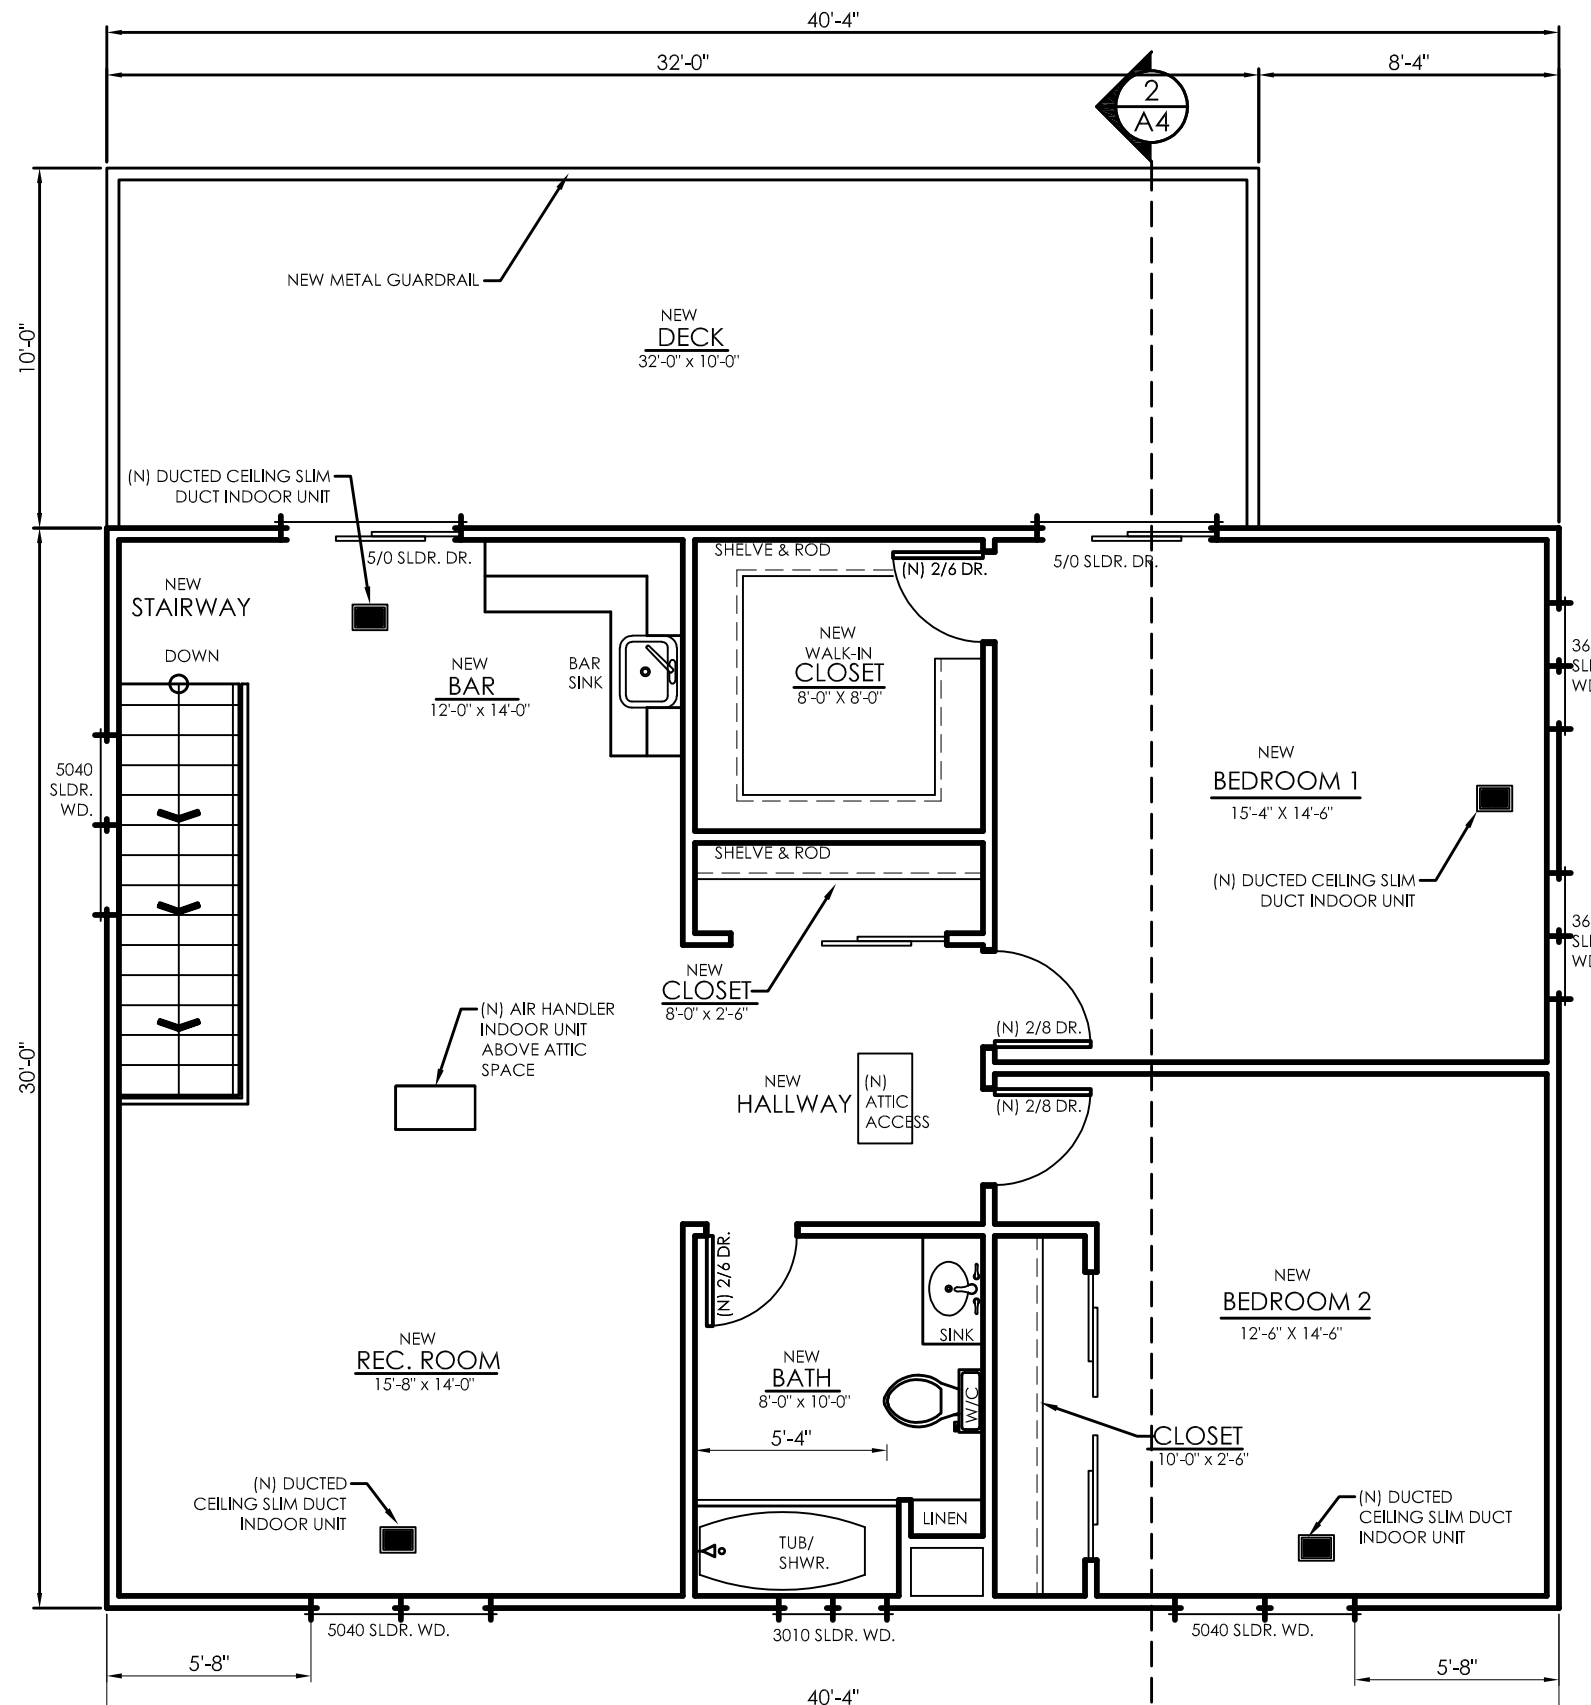 40'-4"
32'-0"
8'-4"
2
A4
10'-0"
NEW METAL GUARDRAIL
NEW
DECK
32'-0" x 10'-0"
(N) DUCTED CEILING SLIM
DUCT INDOOR UNIT
5/0 SLDR. DR.
SHELVE & ROD
(N) 2/6 DR.
5/0 SLDR. DR.
NEW
STAIRWAY
DOWN
NEW
BAR
12'-0" x 14'-0"
BAR
SINK
NEW
WALK-IN
CLOSET
8'-0" X 8'-0"
36
SL
WD
5040
SLDR.
WD.
NEW
BEDROOM 1
15'-4" X 14'-6"
SHELVE & ROD
(N) DUCTED CEILING SLIM
DUCT INDOOR UNIT
36
SL
WD
NEW
CLOSET
8'-0" x 2'-6"
(N) AIR HANDLER
INDOOR UNIT
ABOVE ATTIC
SPACE
30'-0"
(N) 2/8 DR.
NEW
HALLWAY
(N)
ATTIC
ACCESS
(N) 2/8 DR.
(N) 2/6 DR.
NEW
BEDROOM 2
12'-6" X 14'-6"
SINK
NEW
REC. ROOM
15'-8" x 14'-0"
NEW
BATH
8'-0" x 10'-0"
W/C
5'-4"
CLOSET
10'-0" x 2'-6"
(N) DUCTED
CEILING SLIM DUCT
INDOOR UNIT
LINEN
TUB/
SHWR.
(N) DUCTED
CEILING SLIM DUCT
INDOOR UNIT
5040 SLDR. WD.
3010 SLDR. WD.
5040 SLDR. WD.
5'-8"
5'-8"
40'-4"